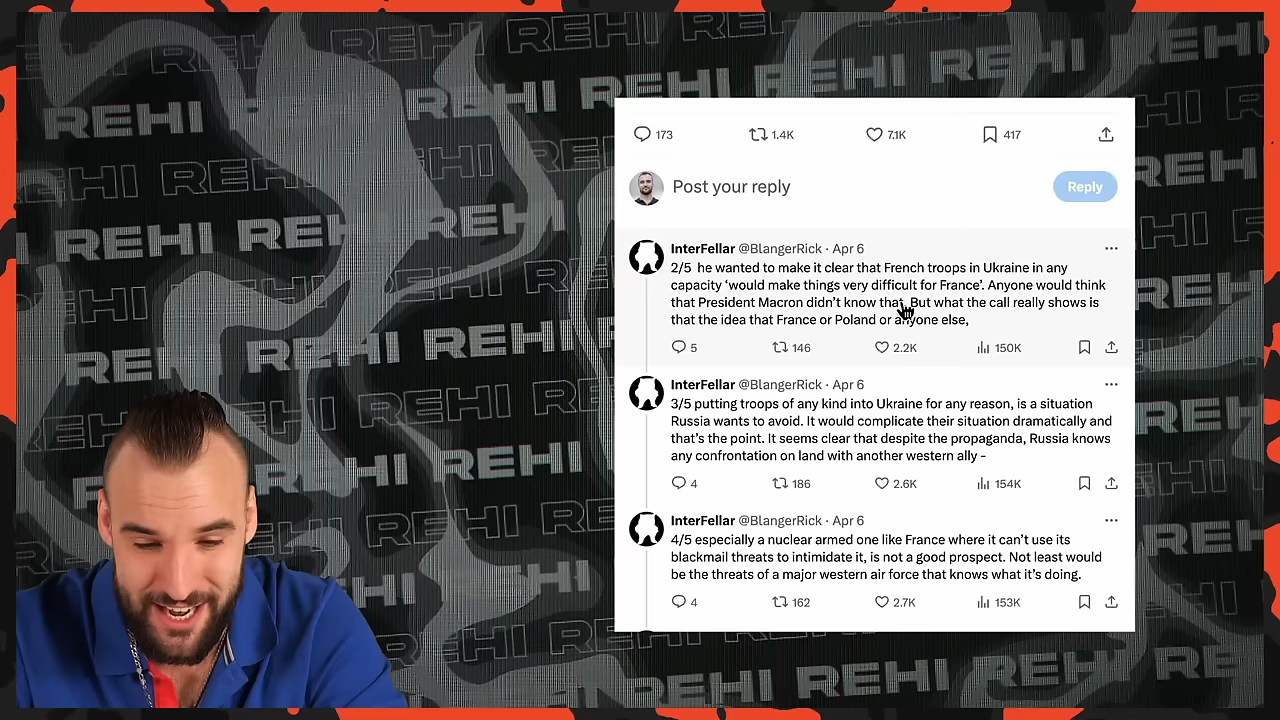 REHI REHI REHI REHI REHI REHI
173 1.4K 7.1K 417
Post your reply
Reply
InterFellar @BlangerRick · Apr 6
2/5 he wanted to make it clear that French troops in Ukraine in any
capacity ‘would make things very difficult for France’. Anyone would think
that President Macron didn’t know that. But what the call really shows is
that the idea that France or Poland or anyone else,
5 146 2.2K 150K
InterFellar @BlangerRick · Apr 6
3/5 putting troops of any kind into Ukraine for any reason, is a situation
Russia wants to avoid. It would complicate their situation dramatically and
that’s the point. It seems clear that despite the propaganda, Russia knows
any confrontation on land with another western ally -
4 186 2.6K 154K
InterFellar @BlangerRick · Apr 6
4/5 especially a nuclear armed one like France where it can’t use its
blackmail threats to intimidate it, is not a good prospect. Not least would
be the threats of a major western air force that knows what it’s doing.
4 162 2.7K 153K